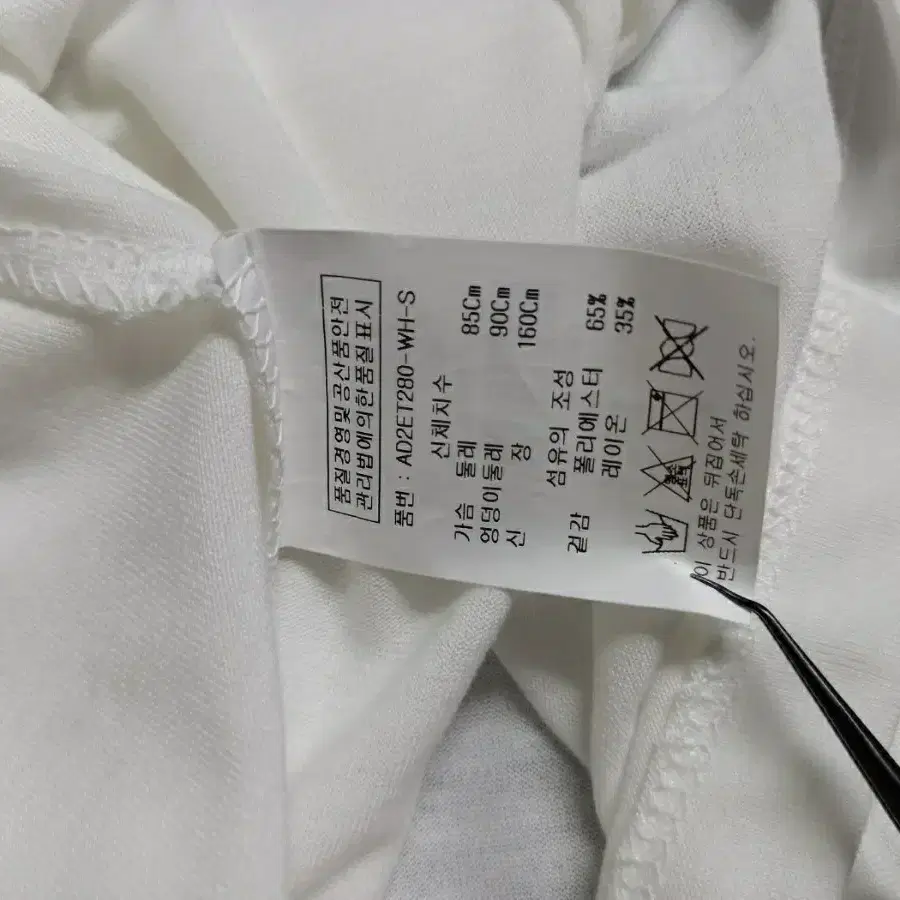 품질경영및공산품안전
관리법에의한품질표시
품번 : AD2ET280-WH-S
신체치수
가슴 둘레 85Cm
엉덩이둘레 90Cm
신 장 160Cm
섬유의 조성
겉감 폴리에스터 65%
레이온 35%
이 상품은 뒤집어서
반드시 단독손세탁 하십시오.